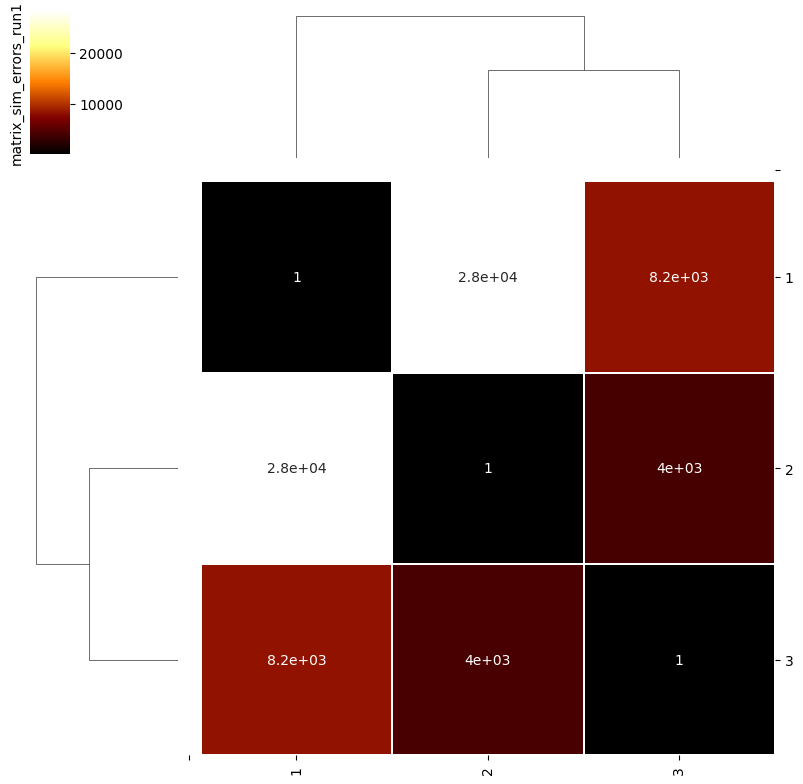 matrix_sim_errors_run1
20000
10000
1 2.8e+04 8.2e+03 1
2.8e+04 1 4e+03 2
8.2e+03 4e+03 1 3
1 2 3